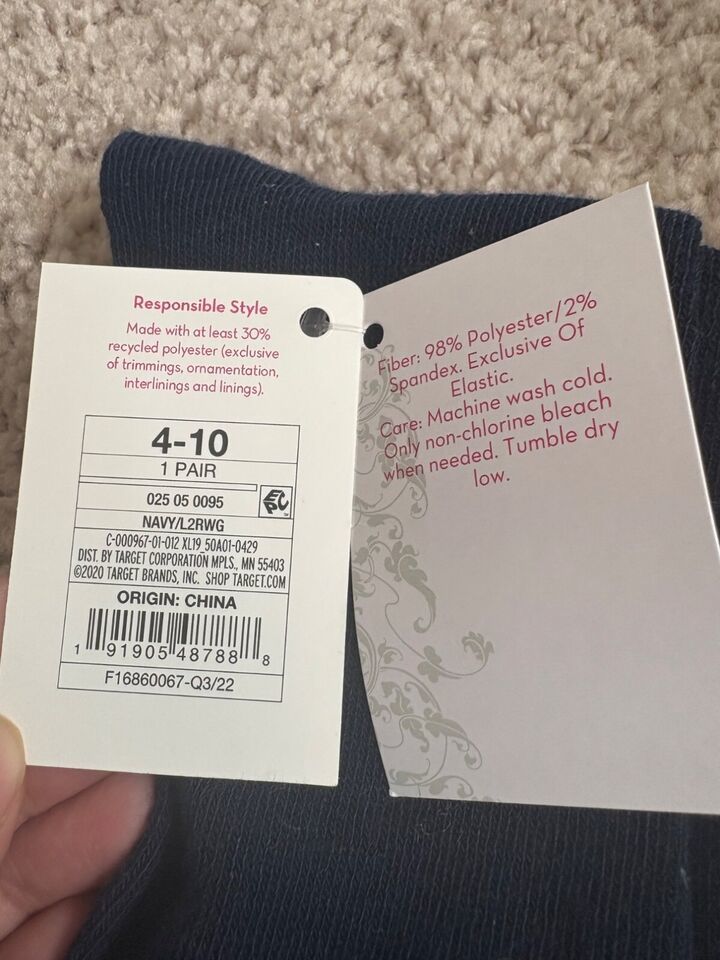 Responsible Style
Made with at least 30%
recycled polyester (exclusive
of trimmings, ornamentation,
interlinings and linings).
4-10
1 PAIR
025 05 0095
EPC
NAVY/L2RWG
C-000967-01-012 XL19 50A01-0429
DIST. BY TARGET CORPORATION MPLS., MN 55403
©2020 TARGET BRANDS, INC. SHOP TARGET.COM
ORIGIN: CHINA
1 91905 48788 8
F16860067-Q3/22
Fiber: 98% Polyester/2%
Spandex. Exclusive Of
Elastic.
Care: Machine wash cold.
Only non-chlorine bleach
when needed. Tumble dry
low.